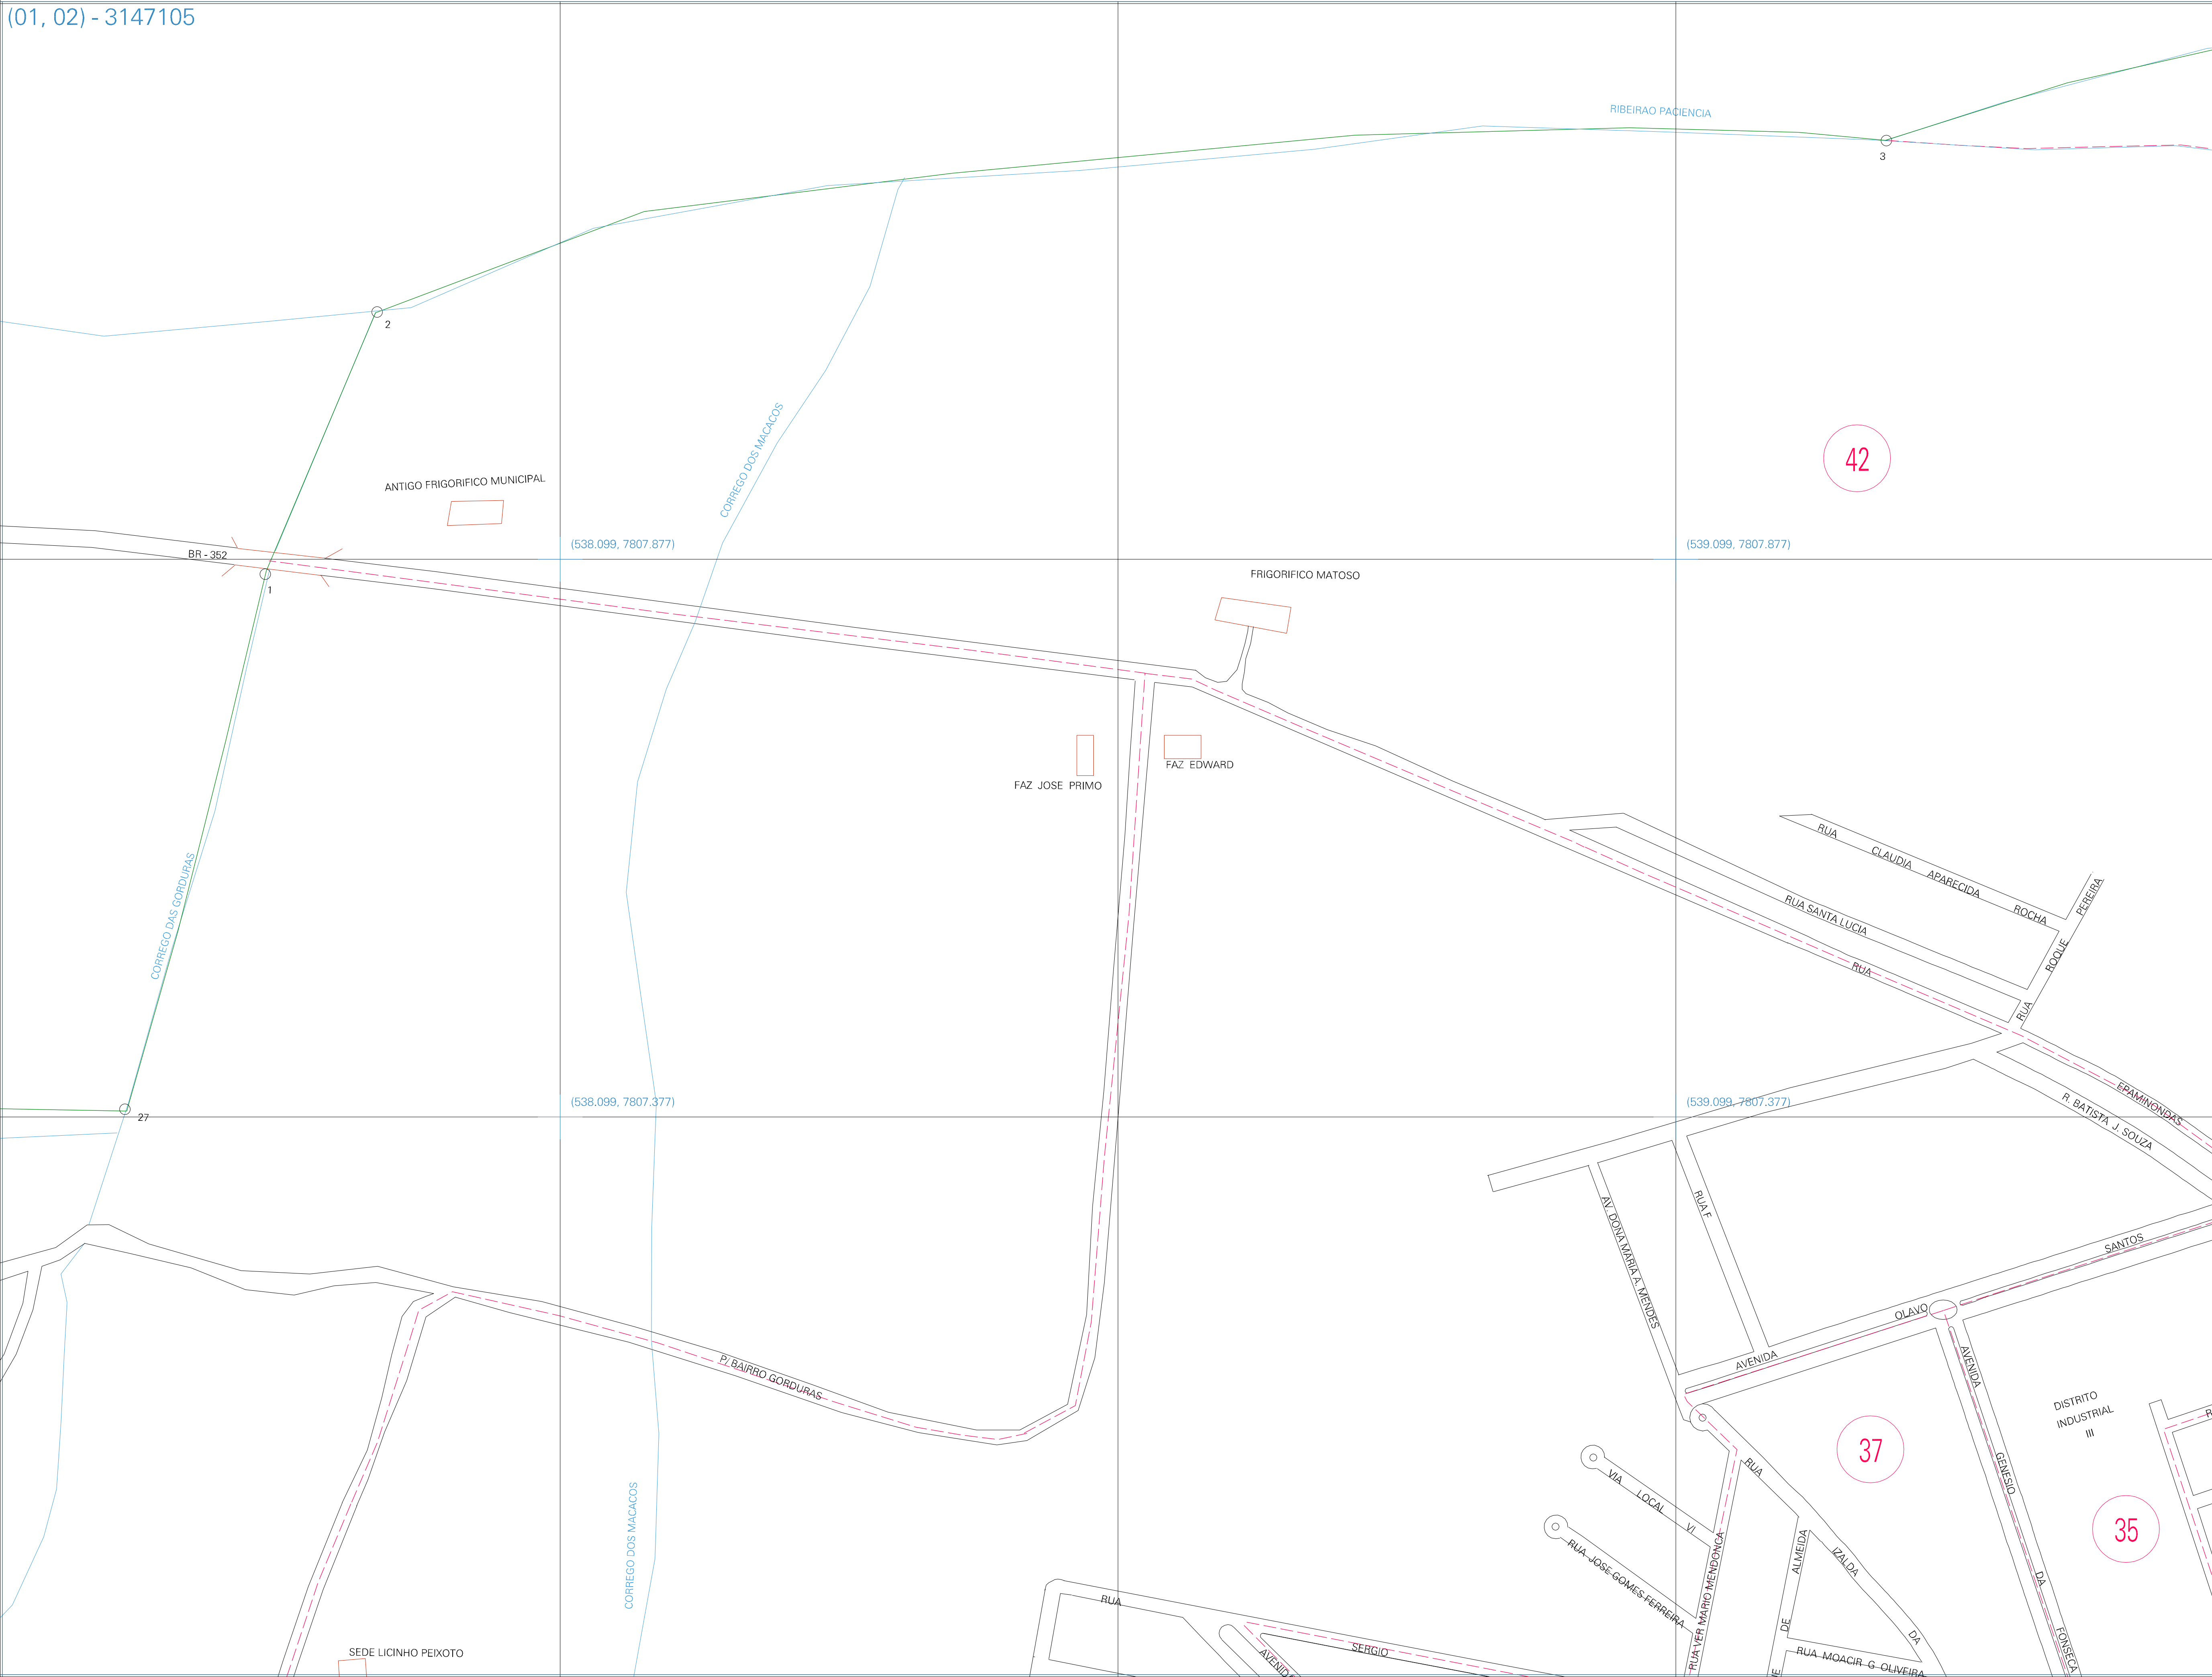 (01, 02) - 3147105
RIBEIRAO PACIENCIA
3
2
42
CORREGO DOS MACACOS
ANTIGO FRIGORIFICO MUNICIPAL
(538.099, 7807.877)
(539.099, 7807.877)
BR - 352
1
FRIGORIFICO MATOSO
FAZ EDWARD
FAZ JOSE PRIMO
RUA CLAUDIA APARECIDA ROCHA
RUA ROQUE PEREIRA
RUA SANTA LUCIA
CORREGO DAS GORDURAS
RUA EPAMINONDAS
(538.099, 7807.377)
(539.099, 7807.377)
27
R. BATISTA J. SOUZA
RUA F
AV. DONA MARIA A. MENDES
AVENIDA OLAVO SANTOS
P/ BAIRRO GORDURAS
AVENIDA GENESIO DA FONSECA
DISTRITO
INDUSTRIAL
III
R
37
35
VIA LOCAL VI
RUA JOSE GOMES FERREIRA
RUA VER MARIO MENDONCA
RUA IZALDA DA
DE ALMEIDA
RUA MOACIR G OLIVEIRA
CORREGO DOS MACACOS
RUA SERGIO
AVENIDA
SEDE LICINHO PEIXOTO